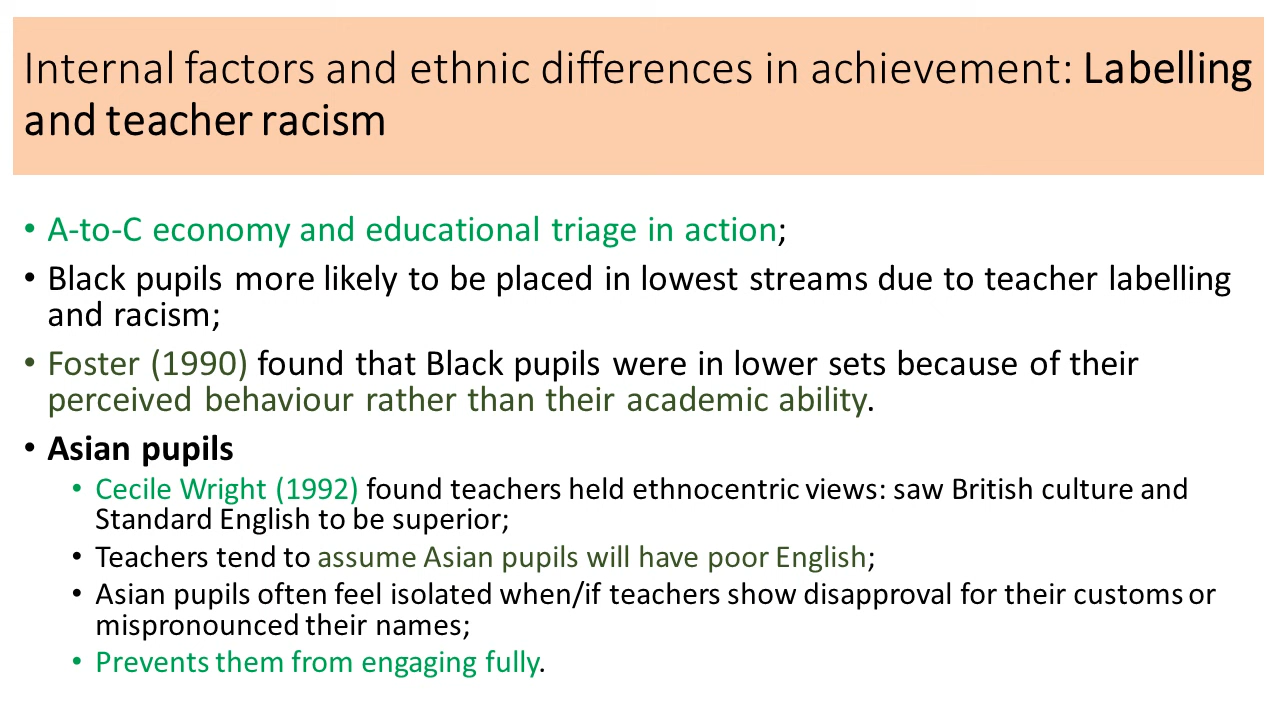 Internal factors and ethnic differences in achievement: Labelling
and teacher racism
• A-to-C economy and educational triage in action;
• Black pupils more likely to be placed in lowest streams due to teacher labelling
and racism;
• Foster (1990) found that Black pupils were in lower sets because of their
perceived behaviour rather than their academic ability.
• Asian pupils
• Cecile Wright (1992) found teachers held ethnocentric views: saw British culture and
Standard English to be superior;
• Teachers tend to assume Asian pupils will have poor English;
• Asian pupils often feel isolated when/if teachers show disapproval for their customs or
mispronounced their names;
• Prevents them from engaging fully.